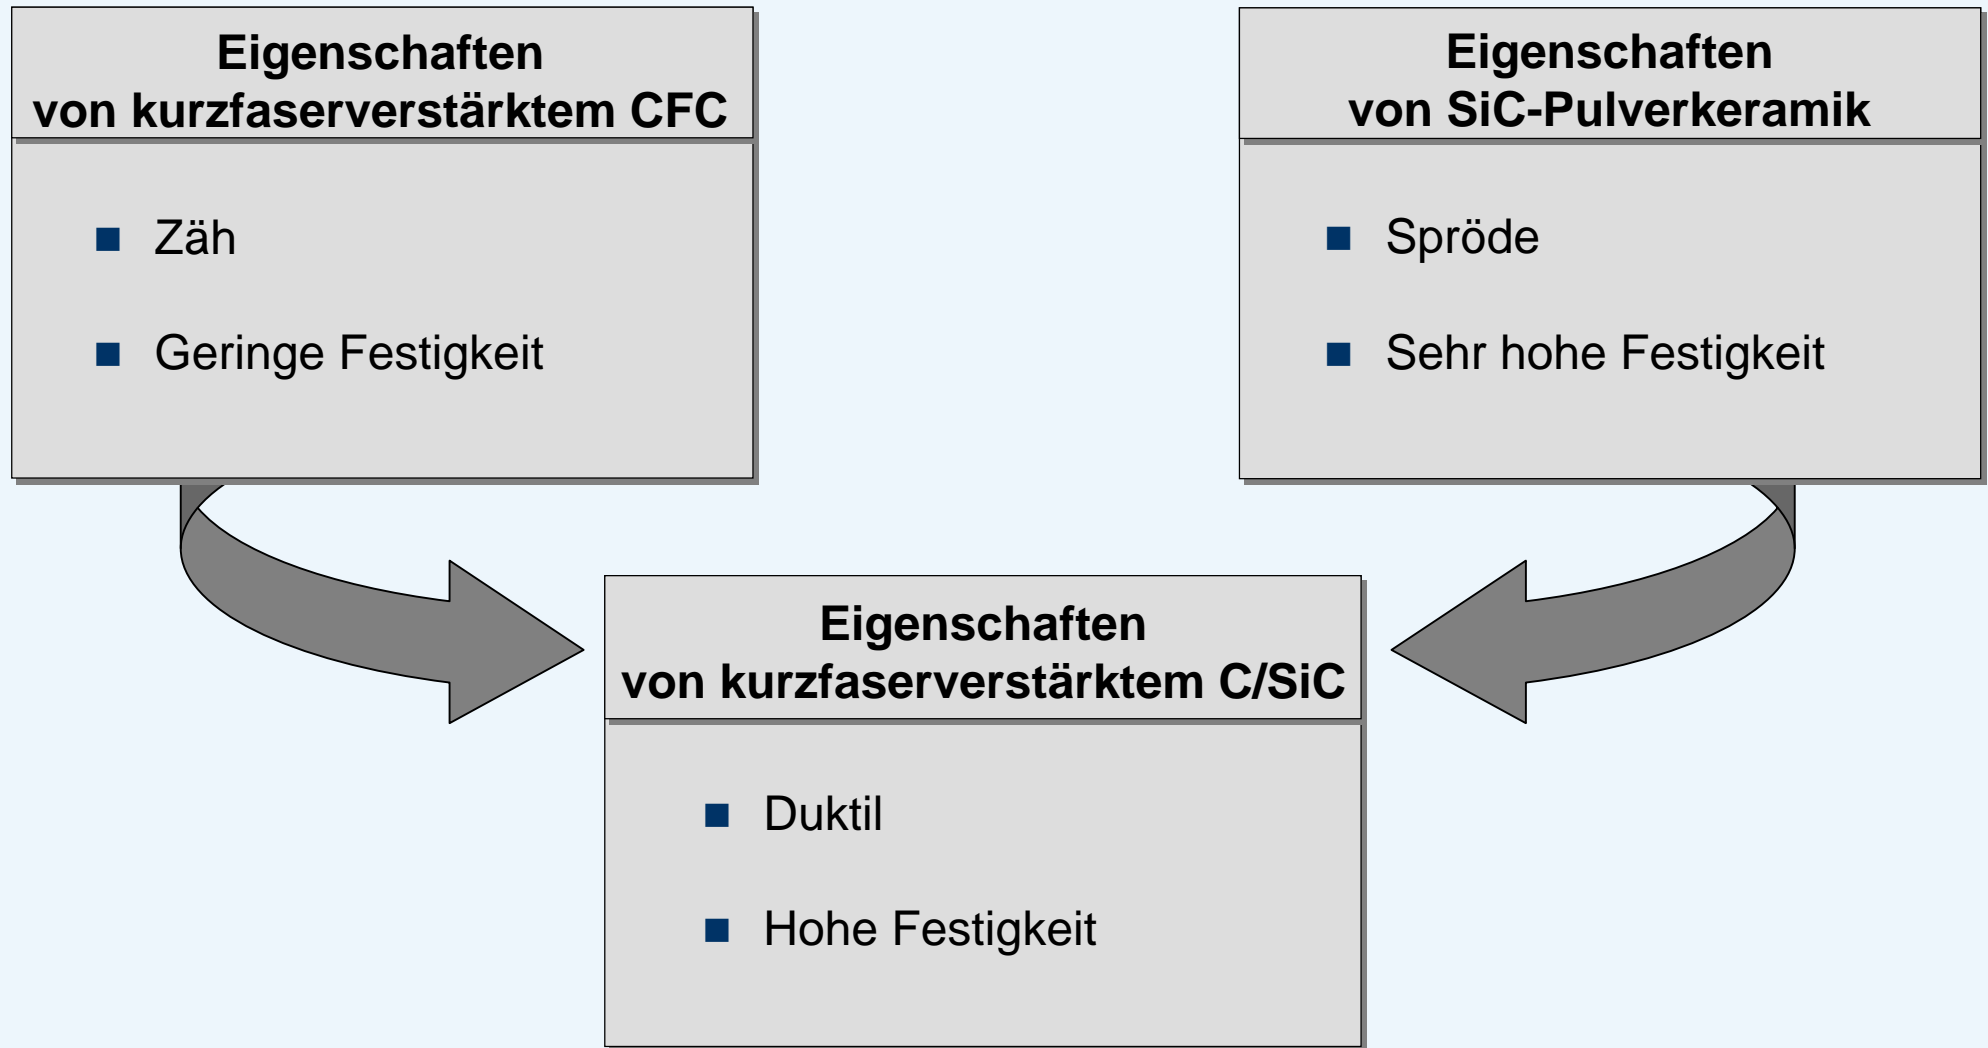 Eigenschaften
von kurzfaserverstärktem CFC
Zäh
Geringe Festigkeit
Eigenschaften
von SiC-Pulverkeramik
Spröde
Sehr hohe Festigkeit
Eigenschaften
von kurzfaserverstärktem C/SiC
Duktil
Hohe Festigkeit